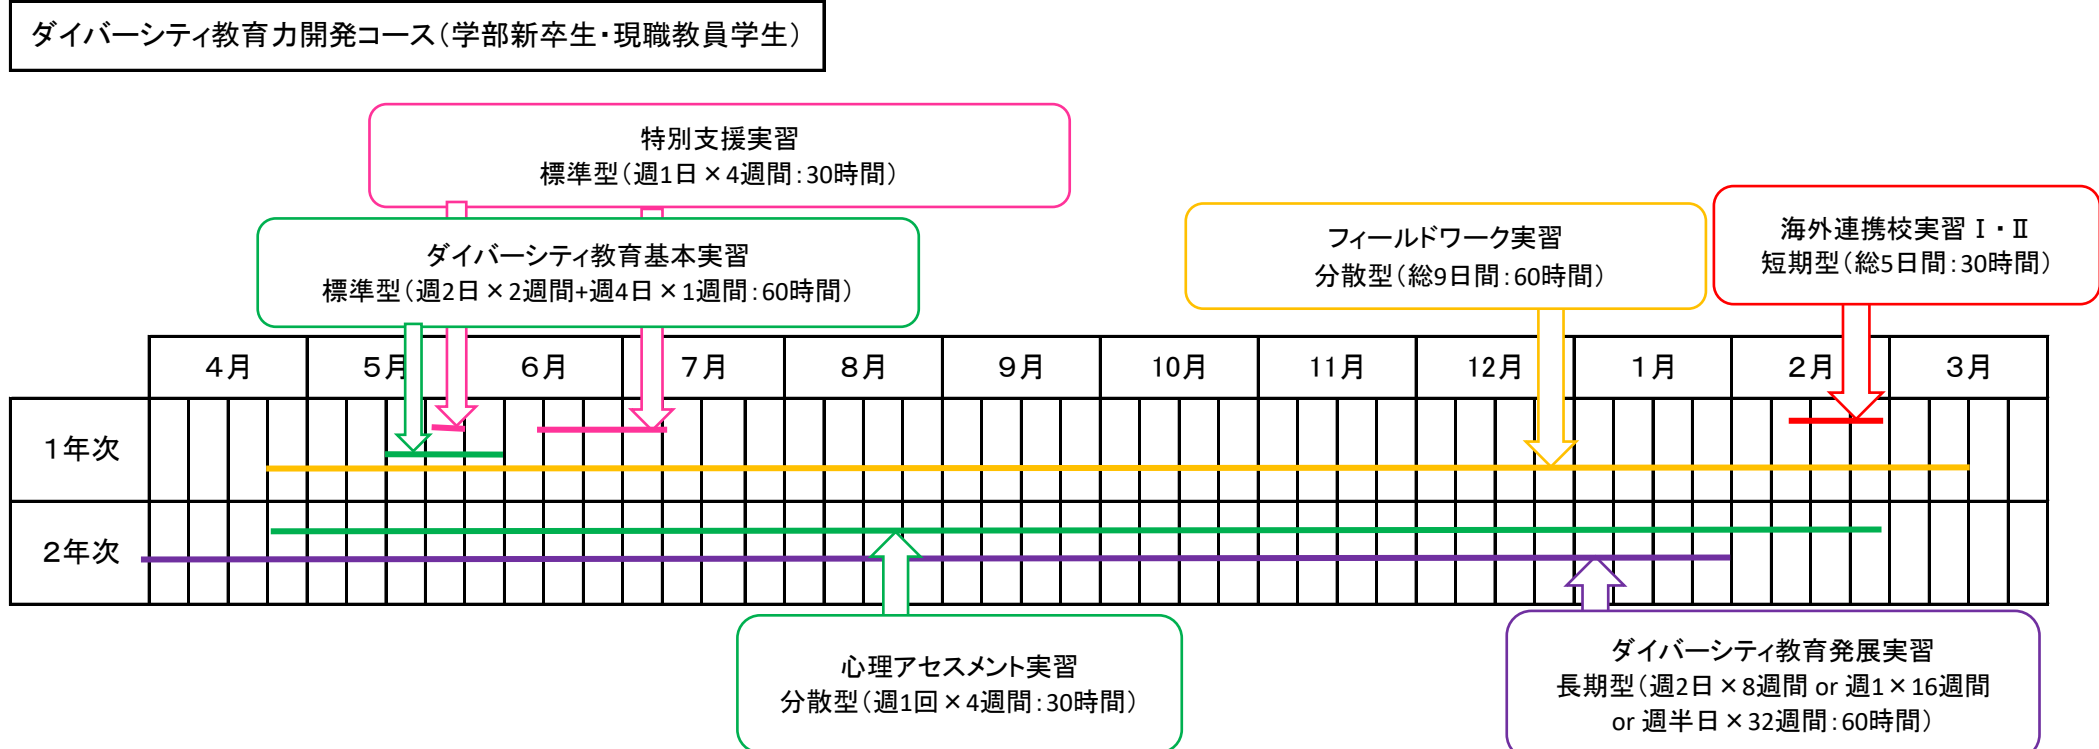 ダイバーシティ教育力開発コース（学部新卒生・現職教員学生）
特別支援実習
標準型（週1日×4週間：30時間）
ダイバーシティ教育基本実習
標準型（週2日×2週間+週4日×1週間：60時間）
フィールドワーク実習
分散型（総9日間：60時間）
海外連携校実習Ⅰ・Ⅱ
短期型（総5日間：30時間）
4月 5月 6月 7月 8月 9月 10月 11月 12月 1月 2月 3月
1年次
2年次
心理アセスメント実習
分散型（週1回×4週間：30時間）
ダイバーシティ教育発展実習
長期型（週2日×8週間 or 週1×16週間
or 週半日×32週間：60時間）